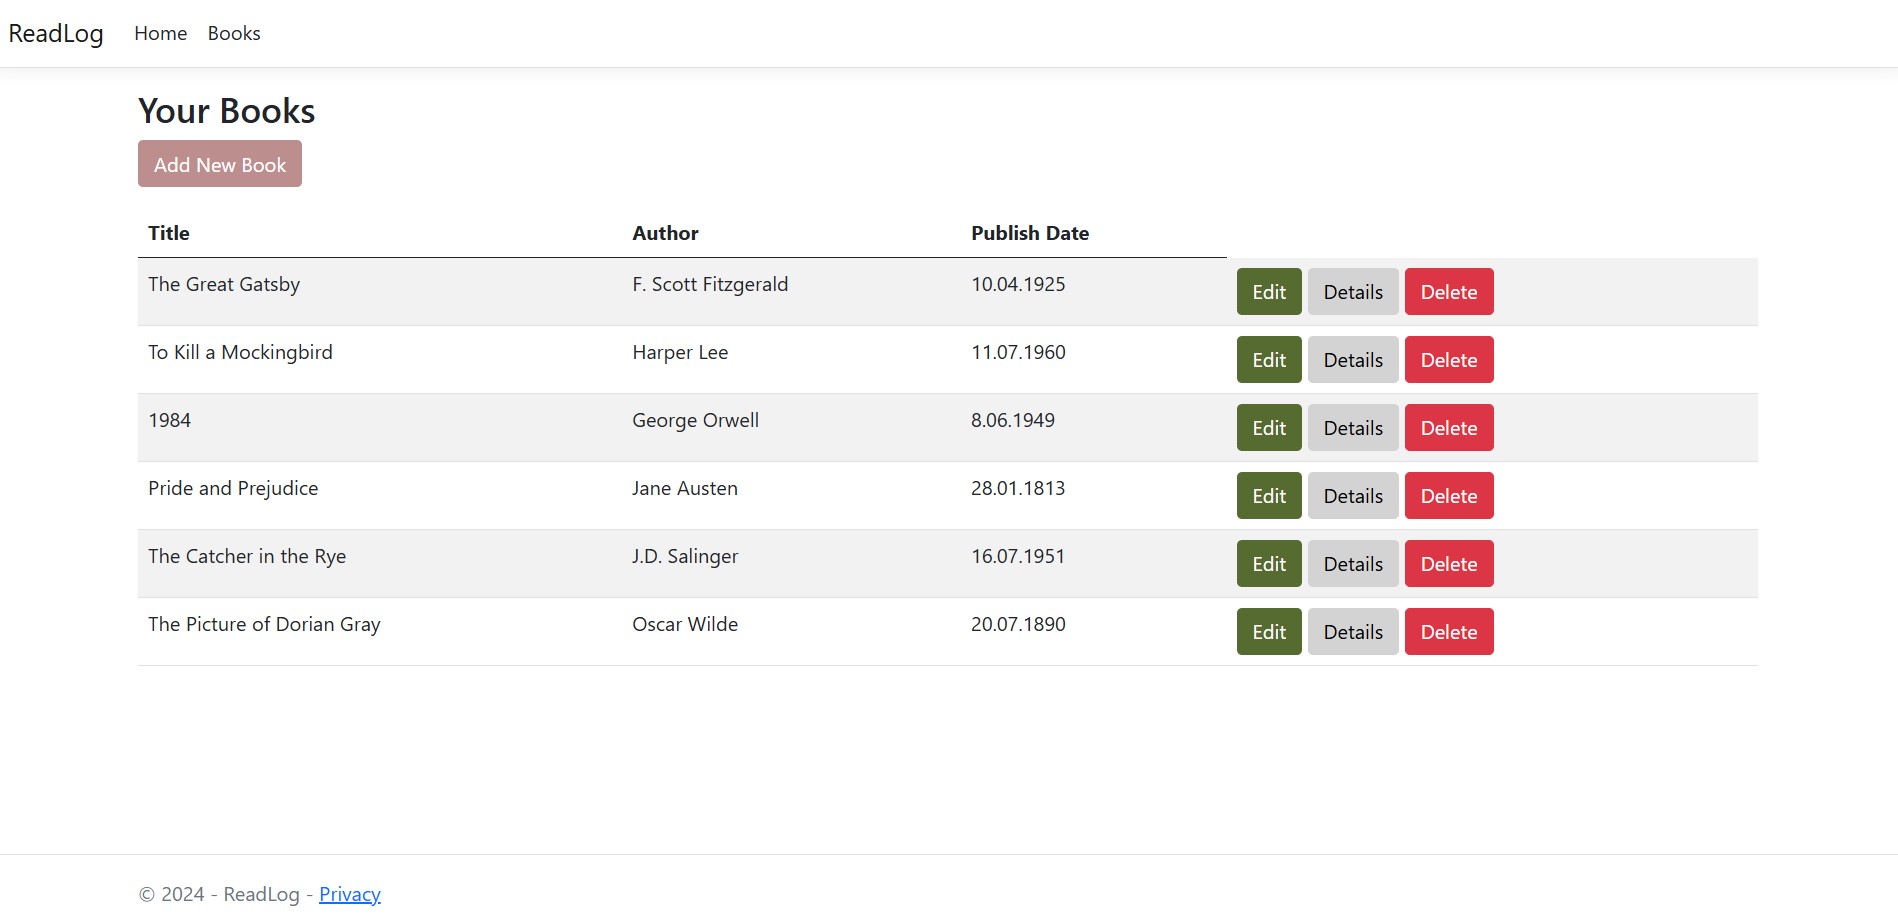 ReadLog Home Books
Your Books
Add New Book
Title Author Publish Date
The Great Gatsby F. Scott Fitzgerald 10.04.1925 Edit Details Delete
To Kill a Mockingbird Harper Lee 11.07.1960 Edit Details Delete
1984 George Orwell 8.06.1949 Edit Details Delete
Pride and Prejudice Jane Austen 28.01.1813 Edit Details Delete
The Catcher in the Rye J.D. Salinger 16.07.1951 Edit Details Delete
The Picture of Dorian Gray Oscar Wilde 20.07.1890 Edit Details Delete
© 2024 - ReadLog - Privacy